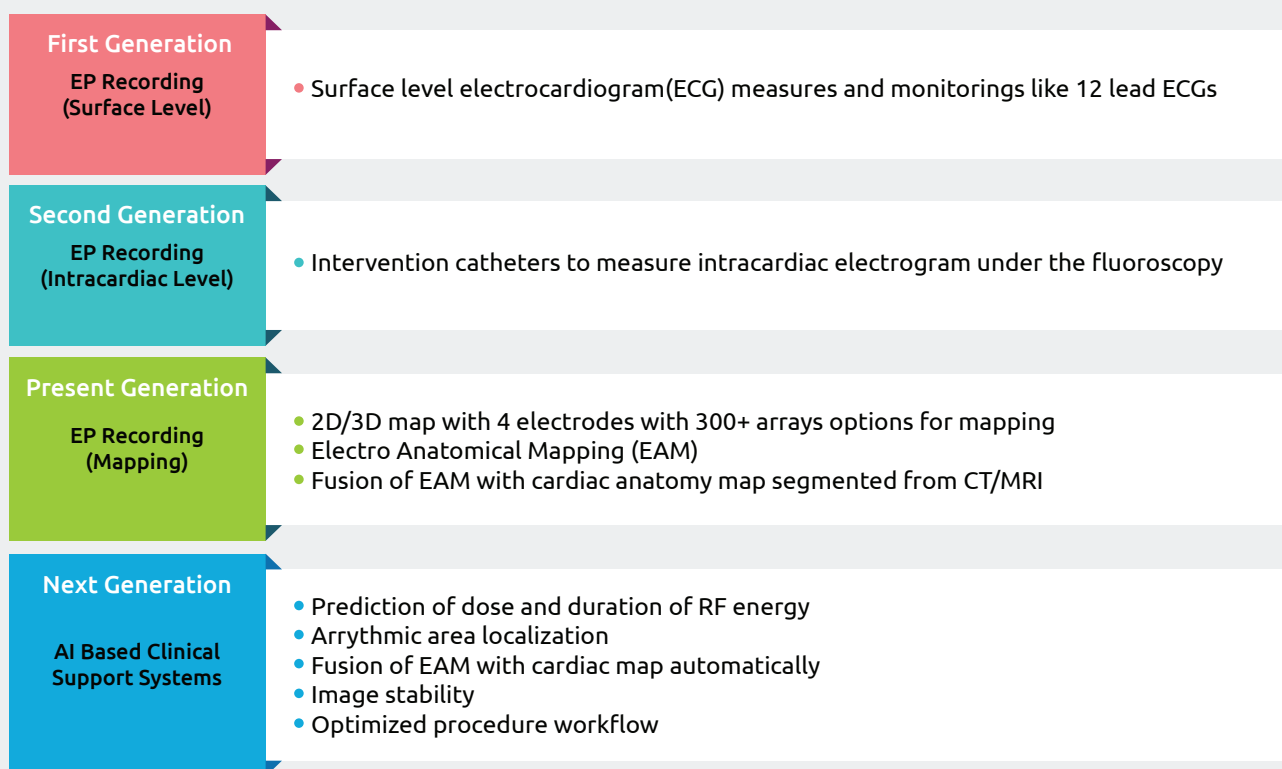 First Generation
EP Recording
(Surface Level)
• Surface level electrocardiogram(ECG) measures and monitorings like 12 lead ECGs
Second Generation
EP Recording
(Intracardiac Level)
• Intervention catheters to measure intracardiac electrogram under the fluoroscopy
Present Generation
EP Recording
(Mapping)
• 2D/3D map with 4 electrodes with 300+ arrays options for mapping
• Electro Anatomical Mapping (EAM)
• Fusion of EAM with cardiac anatomy map segmented from CT/MRI
Next Generation
AI Based Clinical
Support Systems
• Prediction of dose and duration of RF energy
• Arrythmic area localization
• Fusion of EAM with cardiac map automatically
• Image stability
• Optimized procedure workflow